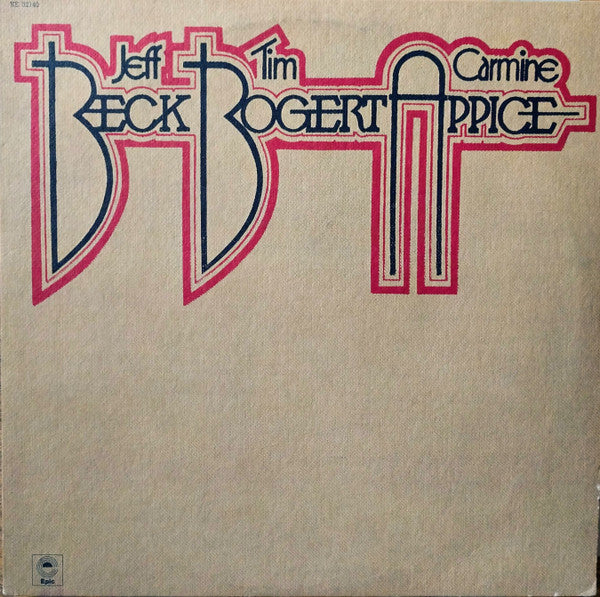 Jeff Tim Carmine
BECK BOGERT APPICE
Epic